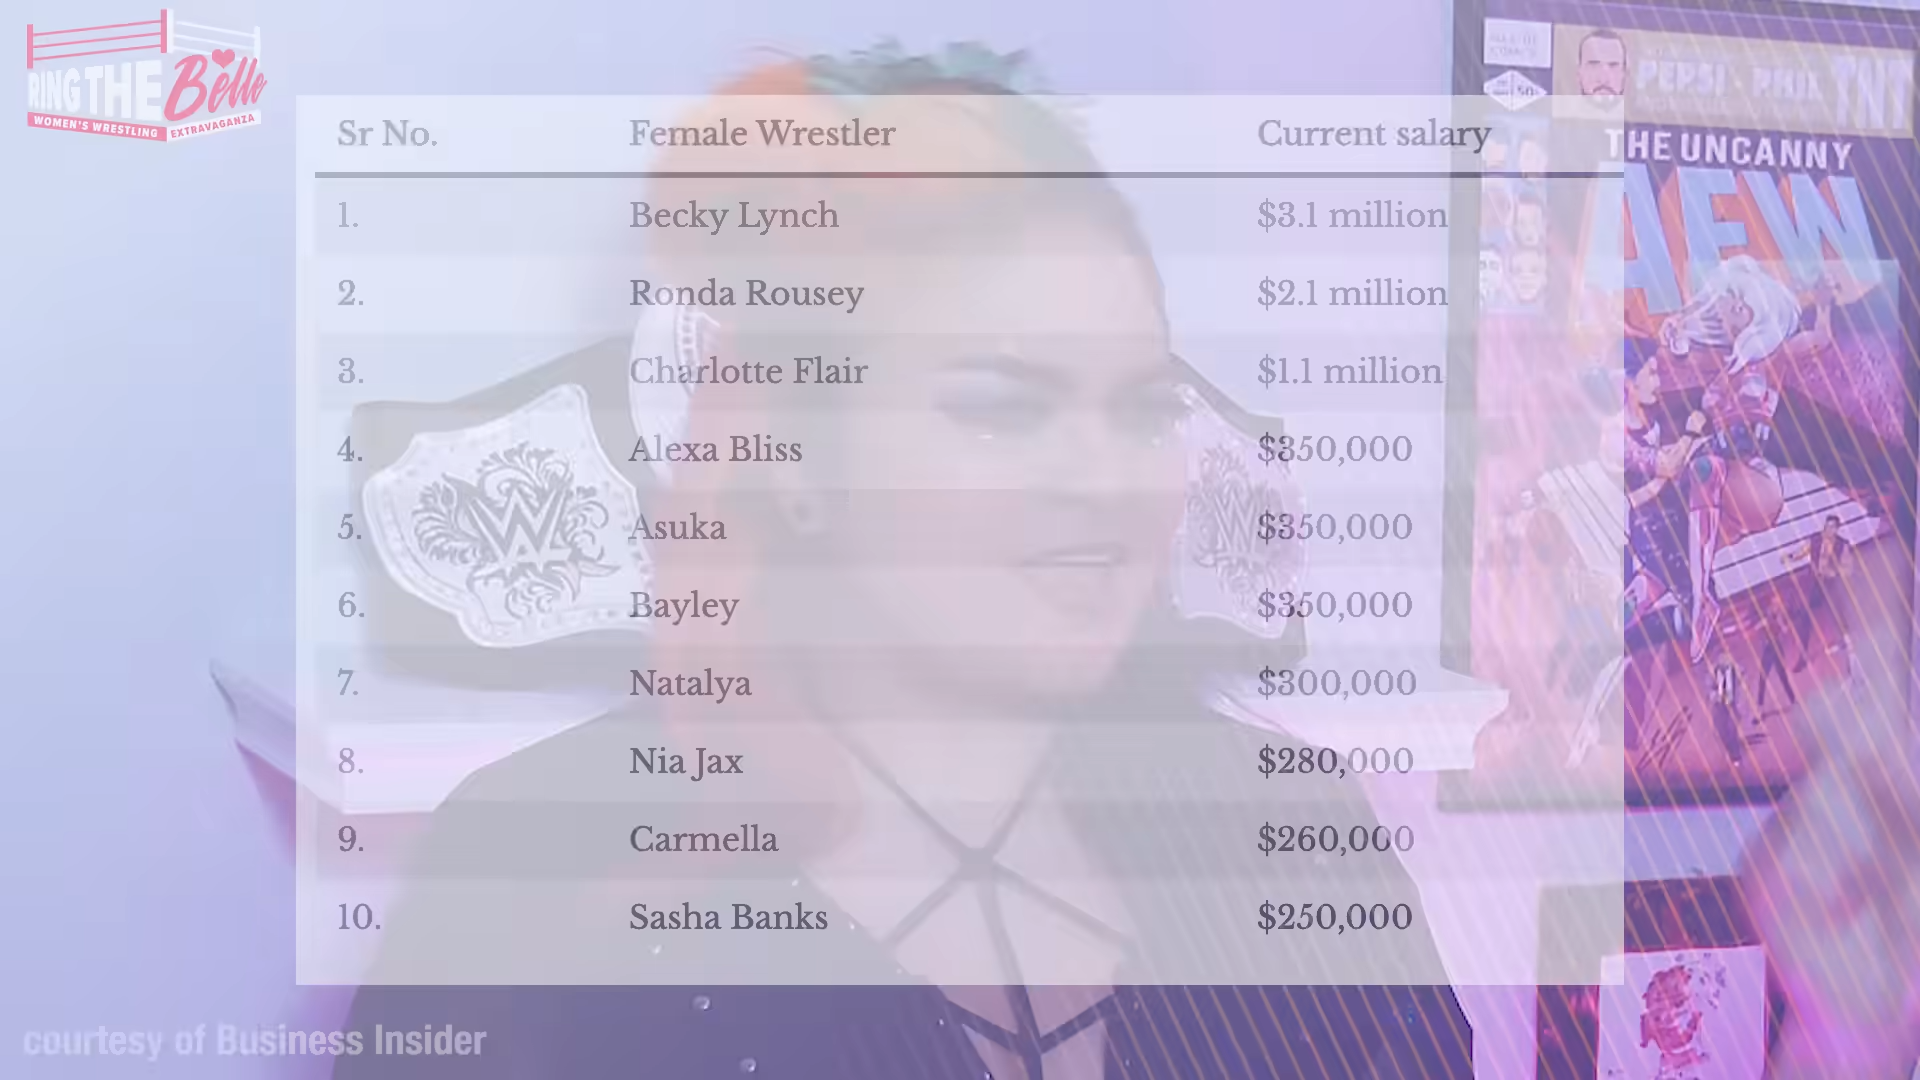 RING THE Belle
WOMEN'S WRESTLING EXTRAVAGANZA
PEPSI - PHIL TNT
THE UNCANNY
AEW
Sr No. Female Wrestler Current salary
1. Becky Lynch $3.1 million
2. Ronda Rousey $2.1 million
3. Charlotte Flair $1.1 million
4. Alexa Bliss $350,000
5. Asuka $350,000
6. Bayley $350,000
7. Natalya $300,000
8. Nia Jax $280,000
9. Carmella $260,000
10. Sasha Banks $250,000
courtesy of Business Insider